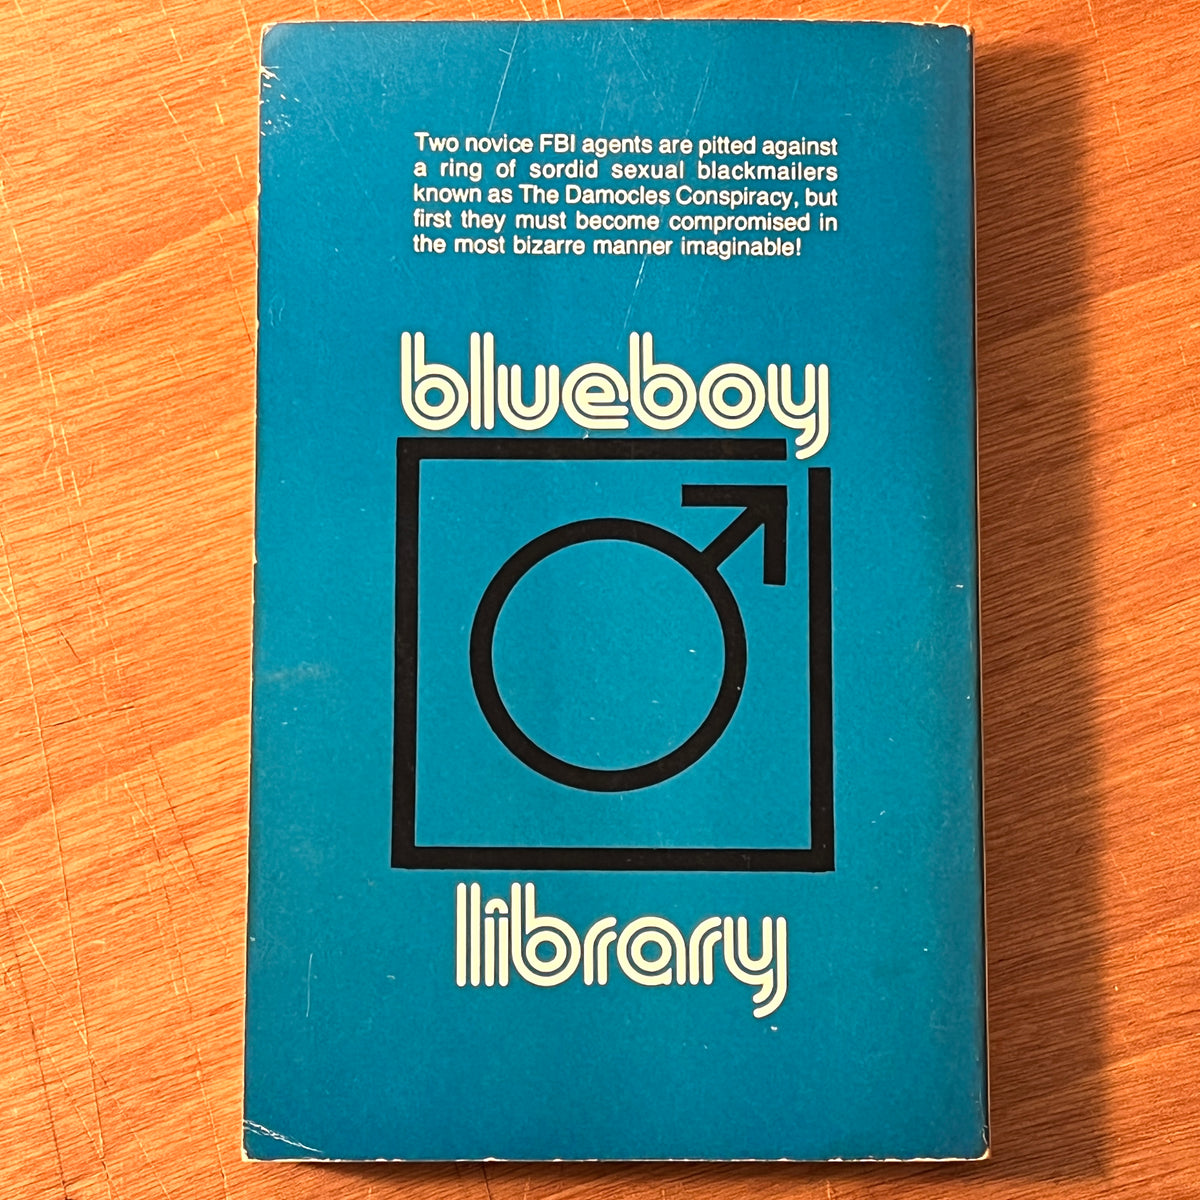 Two novice FBI agents are pitted against
a ring of sordid sexual blackmailers
known as The Damocles Conspiracy, but
first they must become compromised in
the most bizarre manner imaginable!
blueboy
library